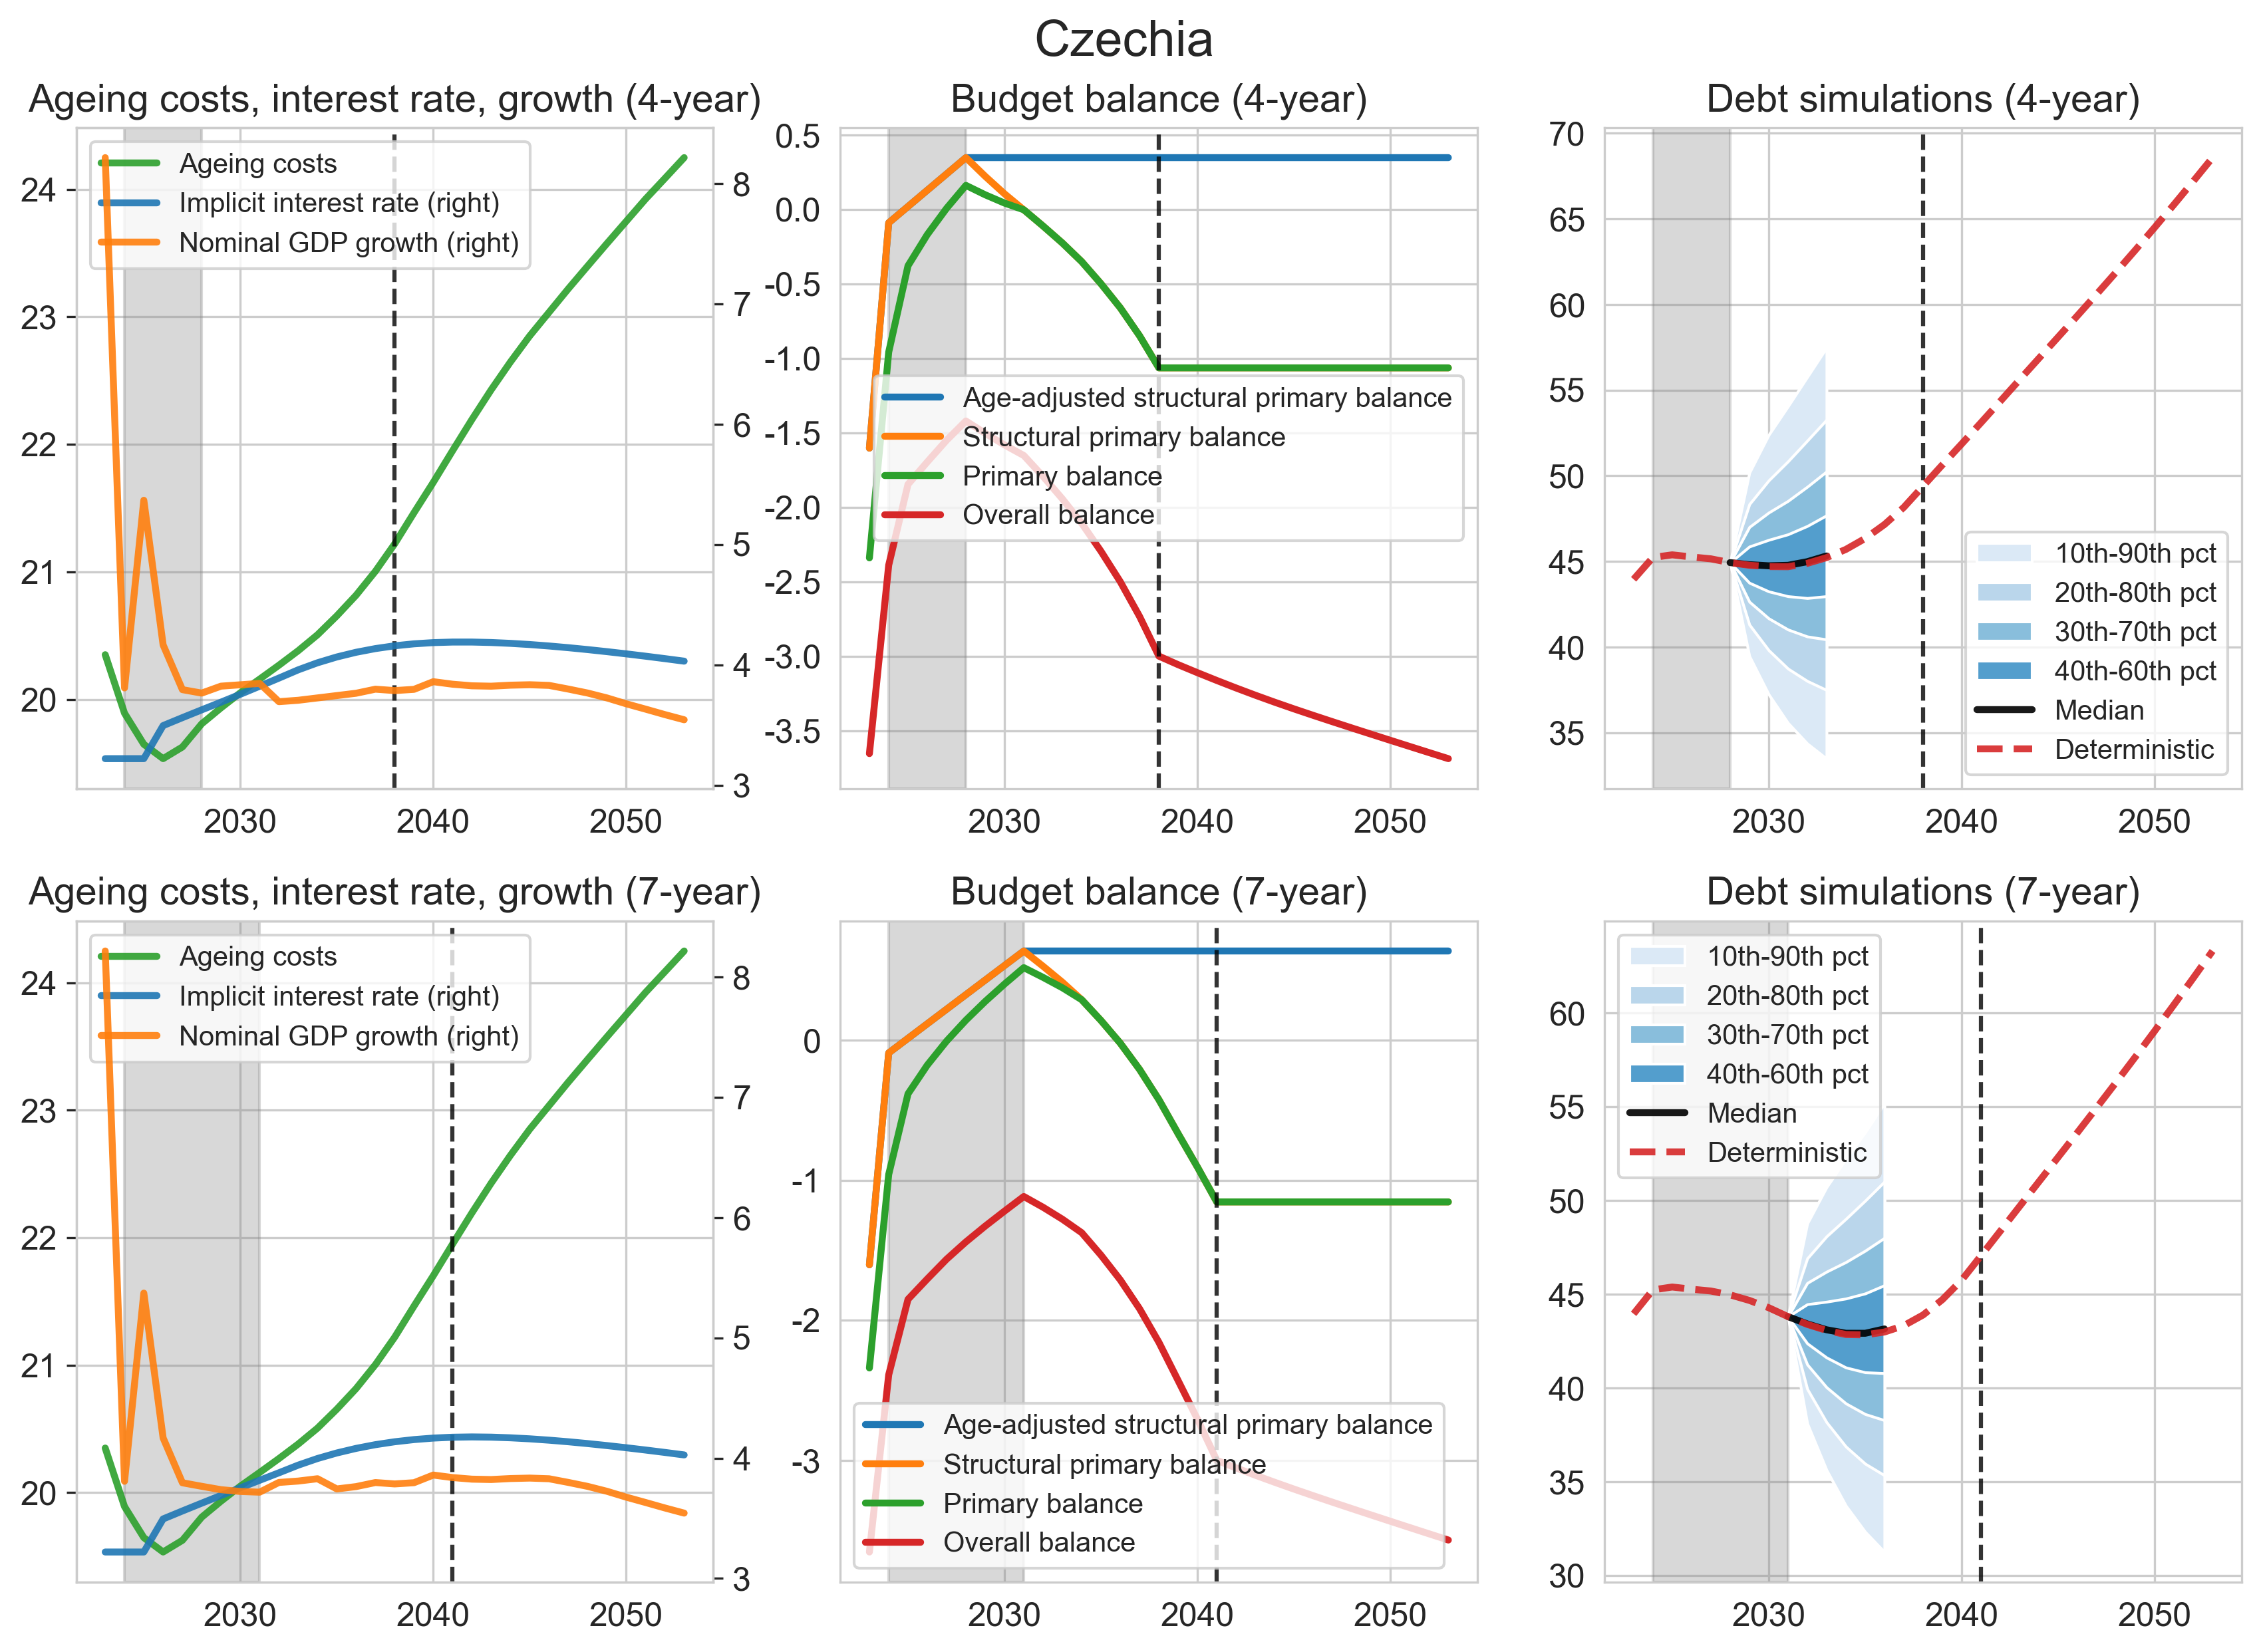 Czechia
Ageing costs, interest rate, growth (4-year)
24
23
22
21
20
8
7
6
5
4
3
2030
2040
2050
Ageing costs
Implicit interest rate (right)
Nominal GDP growth (right)
Budget balance (4-year)
0.5
0.0
-0.5
-1.0
-1.5
-2.0
-2.5
-3.0
-3.5
2030
2040
2050
Age-adjusted structural primary balance
Structural primary balance
Primary balance
Overall balance
Debt simulations (4-year)
70
65
60
55
50
45
40
35
2030
2040
2050
10th-90th pct
20th-80th pct
30th-70th pct
40th-60th pct
Median
Deterministic
Ageing costs, interest rate, growth (7-year)
24
23
22
21
20
8
7
6
5
4
3
2030
2040
2050
Ageing costs
Implicit interest rate (right)
Nominal GDP growth (right)
Budget balance (7-year)
0
-1
-2
-3
2030
2040
2050
Age-adjusted structural primary balance
Structural primary balance
Primary balance
Overall balance
Debt simulations (7-year)
60
55
50
45
40
35
30
2030
2040
2050
10th-90th pct
20th-80th pct
30th-70th pct
40th-60th pct
Median
Deterministic